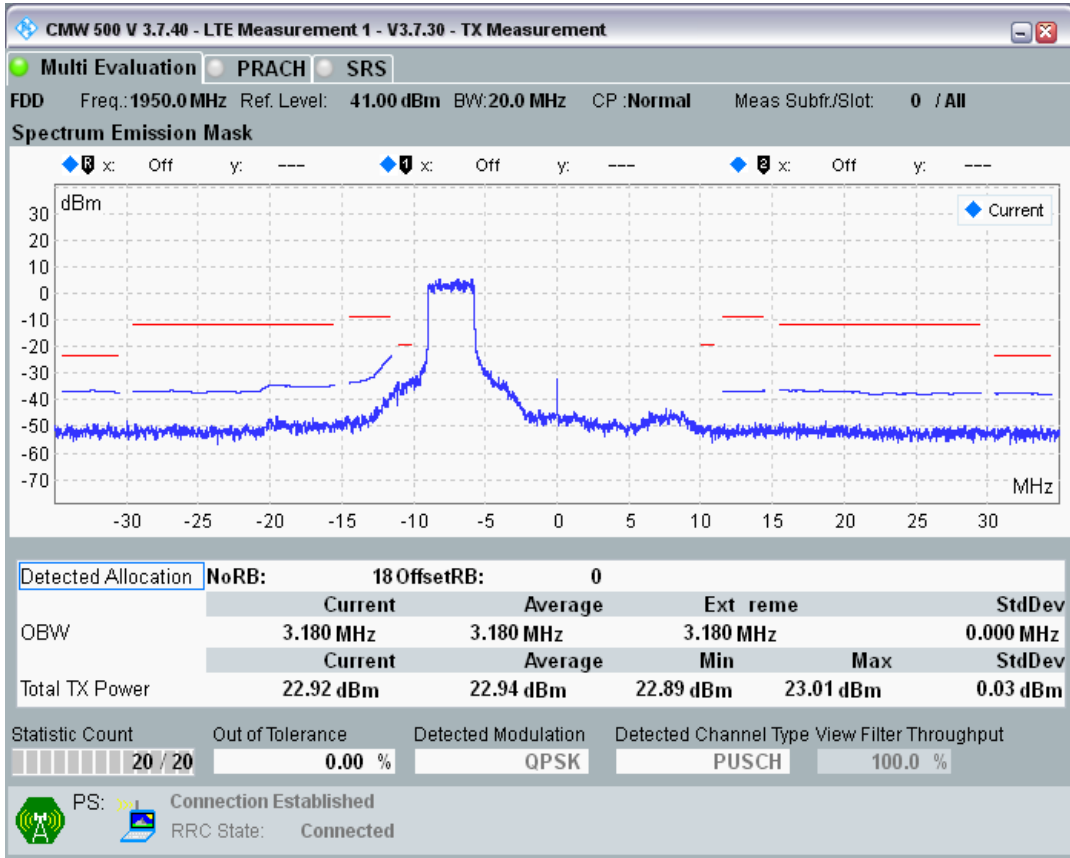 CMW 500 V 3.7.40 - LTE Measurement 1 - V3.7.30 - TX Measurement
Multi Evaluation PRACH SRS
FDD Freq.: 1950.0 MHz Ref. Level: 41.00 dBm BW: 20.0 MHz CP : Normal Meas Subfr./Slot: 0 / All
Spectrum Emission Mask
R x: Off y: --- 1 x: Off y: --- 2 x: Off y: ---
dBm
Current
30
20
10
0
-10
-20
-30
-40
-50
-60
-70
MHz
-30 -25 -20 -15 -10 -5 0 5 10 15 20 25 30
Detected Allocation NoRB: 18 OffsetRB: 0
Current Average Ext reme StdDev
OBW 3.180 MHz 3.180 MHz 3.180 MHz 0.000 MHz
Current Average Min Max StdDev
Total TX Power 22.92 dBm 22.94 dBm 22.89 dBm 23.01 dBm 0.03 dBm
Statistic Count Out of Tolerance Detected Modulation Detected Channel Type View Filter Throughput
20 / 20 0.00 % QPSK PUSCH 100.0 %
PS: Connection Established
RRC State: Connected